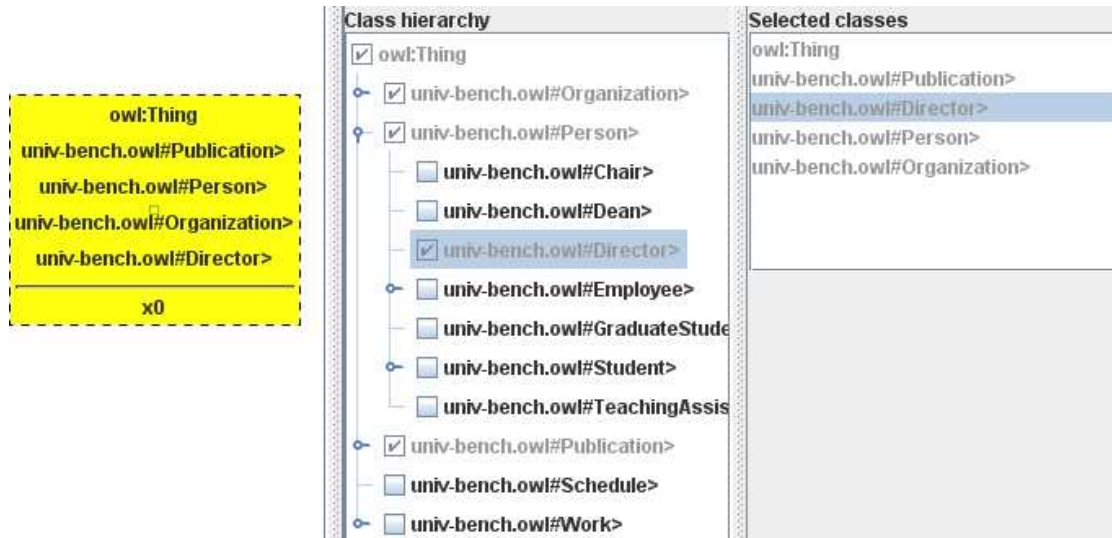 owl:Thing
univ-bench.owl#Publication>
univ-bench.owl#Person>
univ-bench.owl#Organization>
univ-bench.owl#Director>
x0
Class hierarchy
owl:Thing
univ-bench.owl#Organization>
univ-bench.owl#Person>
univ-bench.owl#Chair>
univ-bench.owl#Dean>
univ-bench.owl#Director>
univ-bench.owl#Employee>
univ-bench.owl#GraduateStude
univ-bench.owl#Student>
univ-bench.owl#TeachingAssis
univ-bench.owl#Publication>
univ-bench.owl#Schedule>
univ-bench.owl#Work>
Selected classes
owl:Thing
univ-bench.owl#Publication>
univ-bench.owl#Director>
univ-bench.owl#Person>
univ-bench.owl#Organization>